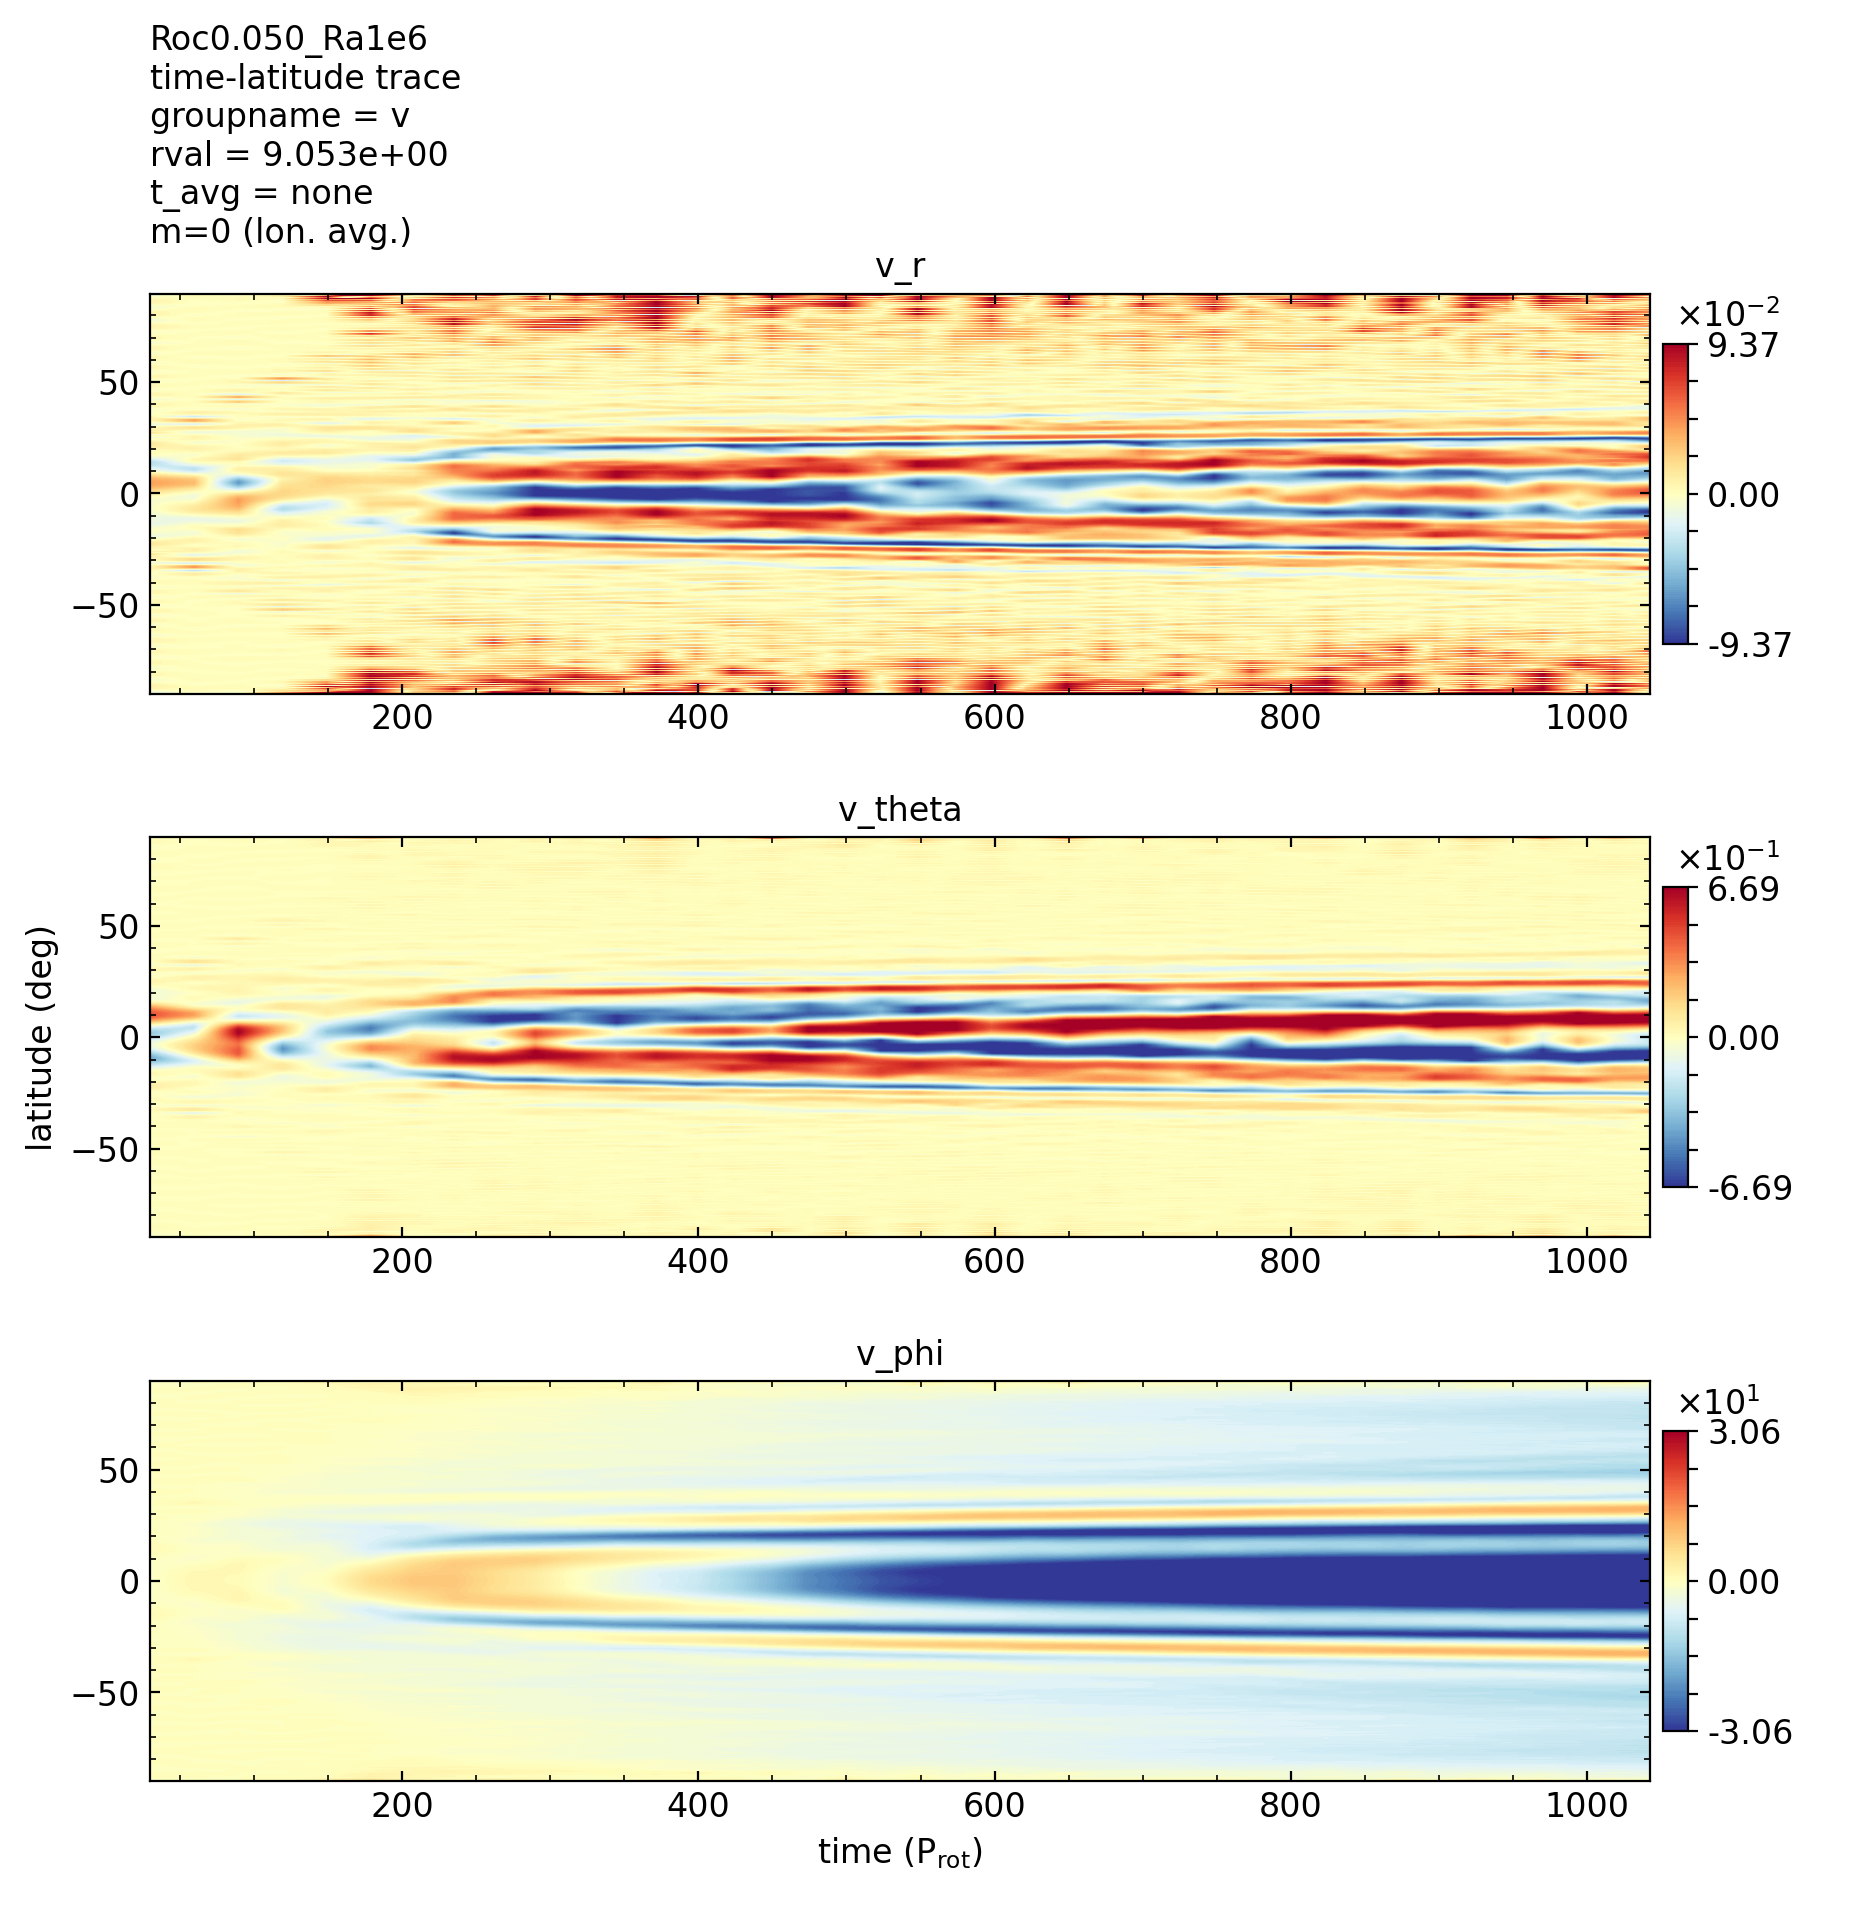 Roc0.050_Ra1e6
time-latitude trace
groupname = v
rval = 9.053e+00
t_avg = none
m=0 (lon. avg.)
v_r
×10⁻²
9.37
0.00
-9.37
50
0
−50
200 400 600 800 1000
v_theta
×10⁻¹
6.69
0.00
-6.69
latitude (deg)
50
0
−50
200 400 600 800 1000
v_phi
×10¹
3.06
0.00
-3.06
50
0
−50
200 400 600 800 1000
time (P_rot)